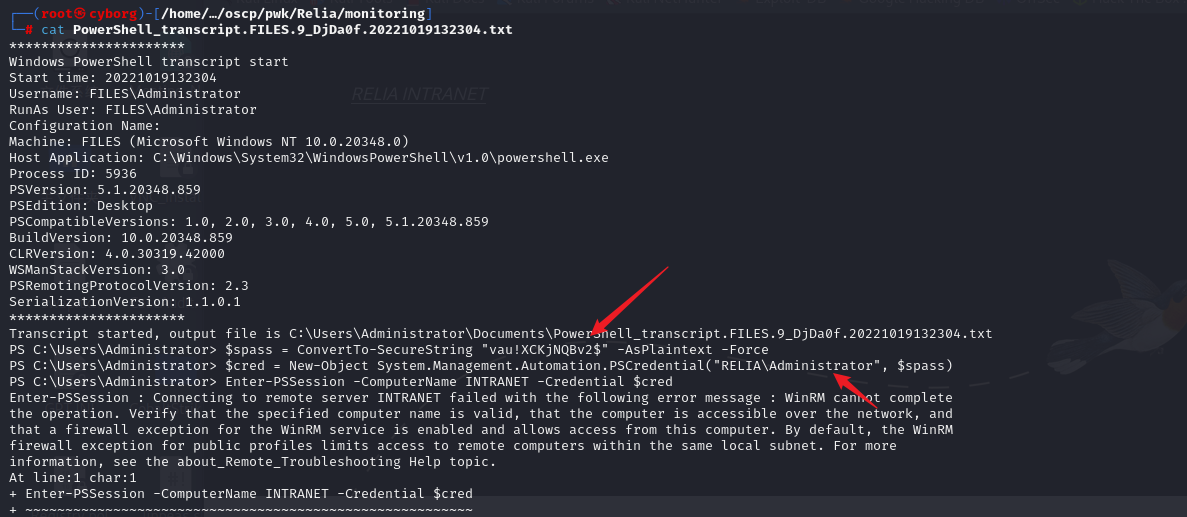 ┌──(root㉿cyborg)-[/home/…/oscp/pwk/Relia/monitoring]
└─# cat PowerShell_transcript.FILES.9_DjDa0f.20221019132304.txt
**********************
Windows PowerShell transcript start
Start time: 20221019132304
Username: FILES\Administrator
RunAs User: FILES\Administrator
Configuration Name:
Machine: FILES (Microsoft Windows NT 10.0.20348.0)
Host Application: C:\Windows\System32\WindowsPowerShell\v1.0\powershell.exe
Process ID: 5936
PSVersion: 5.1.20348.859
PSEdition: Desktop
PSCompatibleVersions: 1.0, 2.0, 3.0, 4.0, 5.0, 5.1.20348.859
BuildVersion: 10.0.20348.859
CLRVersion: 4.0.30319.42000
WSManStackVersion: 3.0
PSRemotingProtocolVersion: 2.3
SerializationVersion: 1.1.0.1
**********************
Transcript started, output file is C:\Users\Administrator\Documents\PowerShell_transcript.FILES.9_DjDa0f.20221019132304.txt
PS C:\Users\Administrator> $spass = ConvertTo-SecureString "vau!XCKjNQBv2$" -AsPlaintext -Force
PS C:\Users\Administrator> $cred = New-Object System.Management.Automation.PSCredential("RELIA\Administrator", $spass)
PS C:\Users\Administrator> Enter-PSSession -ComputerName INTRANET -Credential $cred
Enter-PSSession : Connecting to remote server INTRANET failed with the following error message : WinRM cannot complete
the operation. Verify that the specified computer name is valid, that the computer is accessible over the network, and
that a firewall exception for the WinRM service is enabled and allows access from this computer. By default, the WinRM
firewall exception for public profiles limits access to remote computers within the same local subnet. For more
information, see the about_Remote_Troubleshooting Help topic.
At line:1 char:1
+ Enter-PSSession -ComputerName INTRANET -Credential $cred
+ ~~~~~~~~~~~~~~~~~~~~~~~~~~~~~~~~~~~~~~~~~~~~~~~~~~~~~~~~
RELIA INTRANET